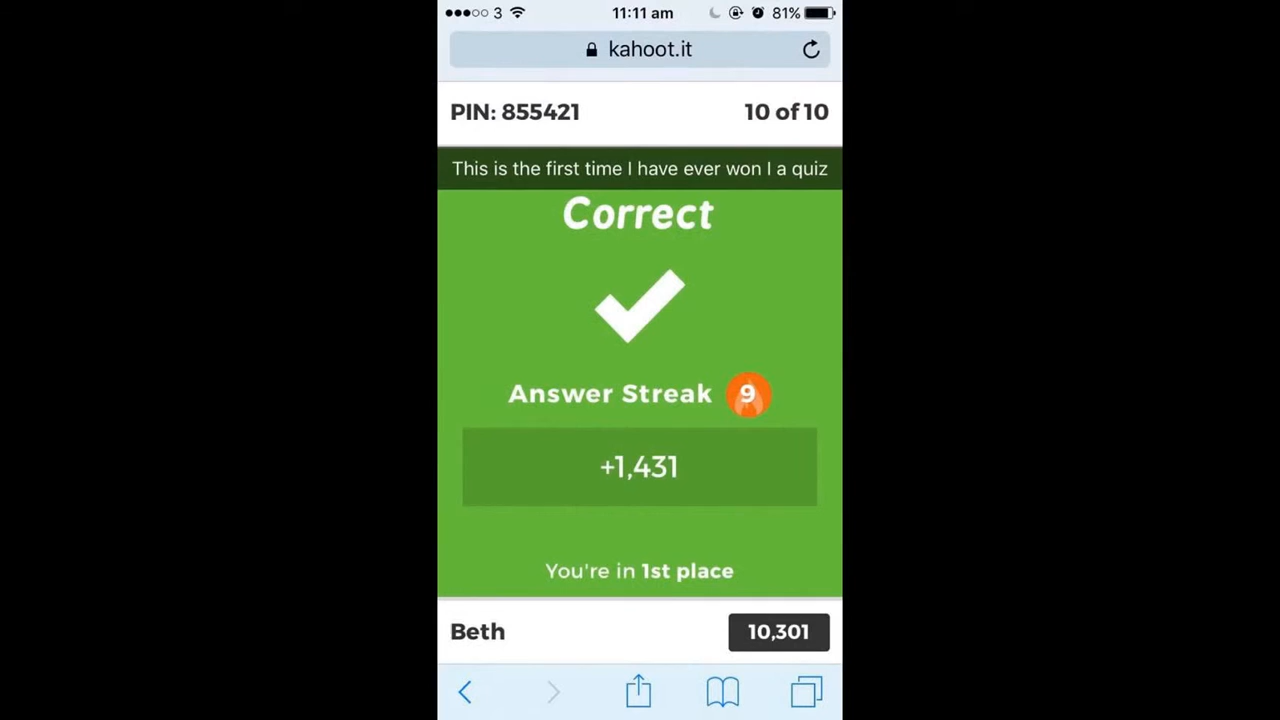 3 11:11 am 81%
kahoot.it
PIN: 855421 10 of 10
This is the first time I have ever won I a quiz
Correct
Answer Streak 9
+1,431
You're in 1st place
Beth 10,301